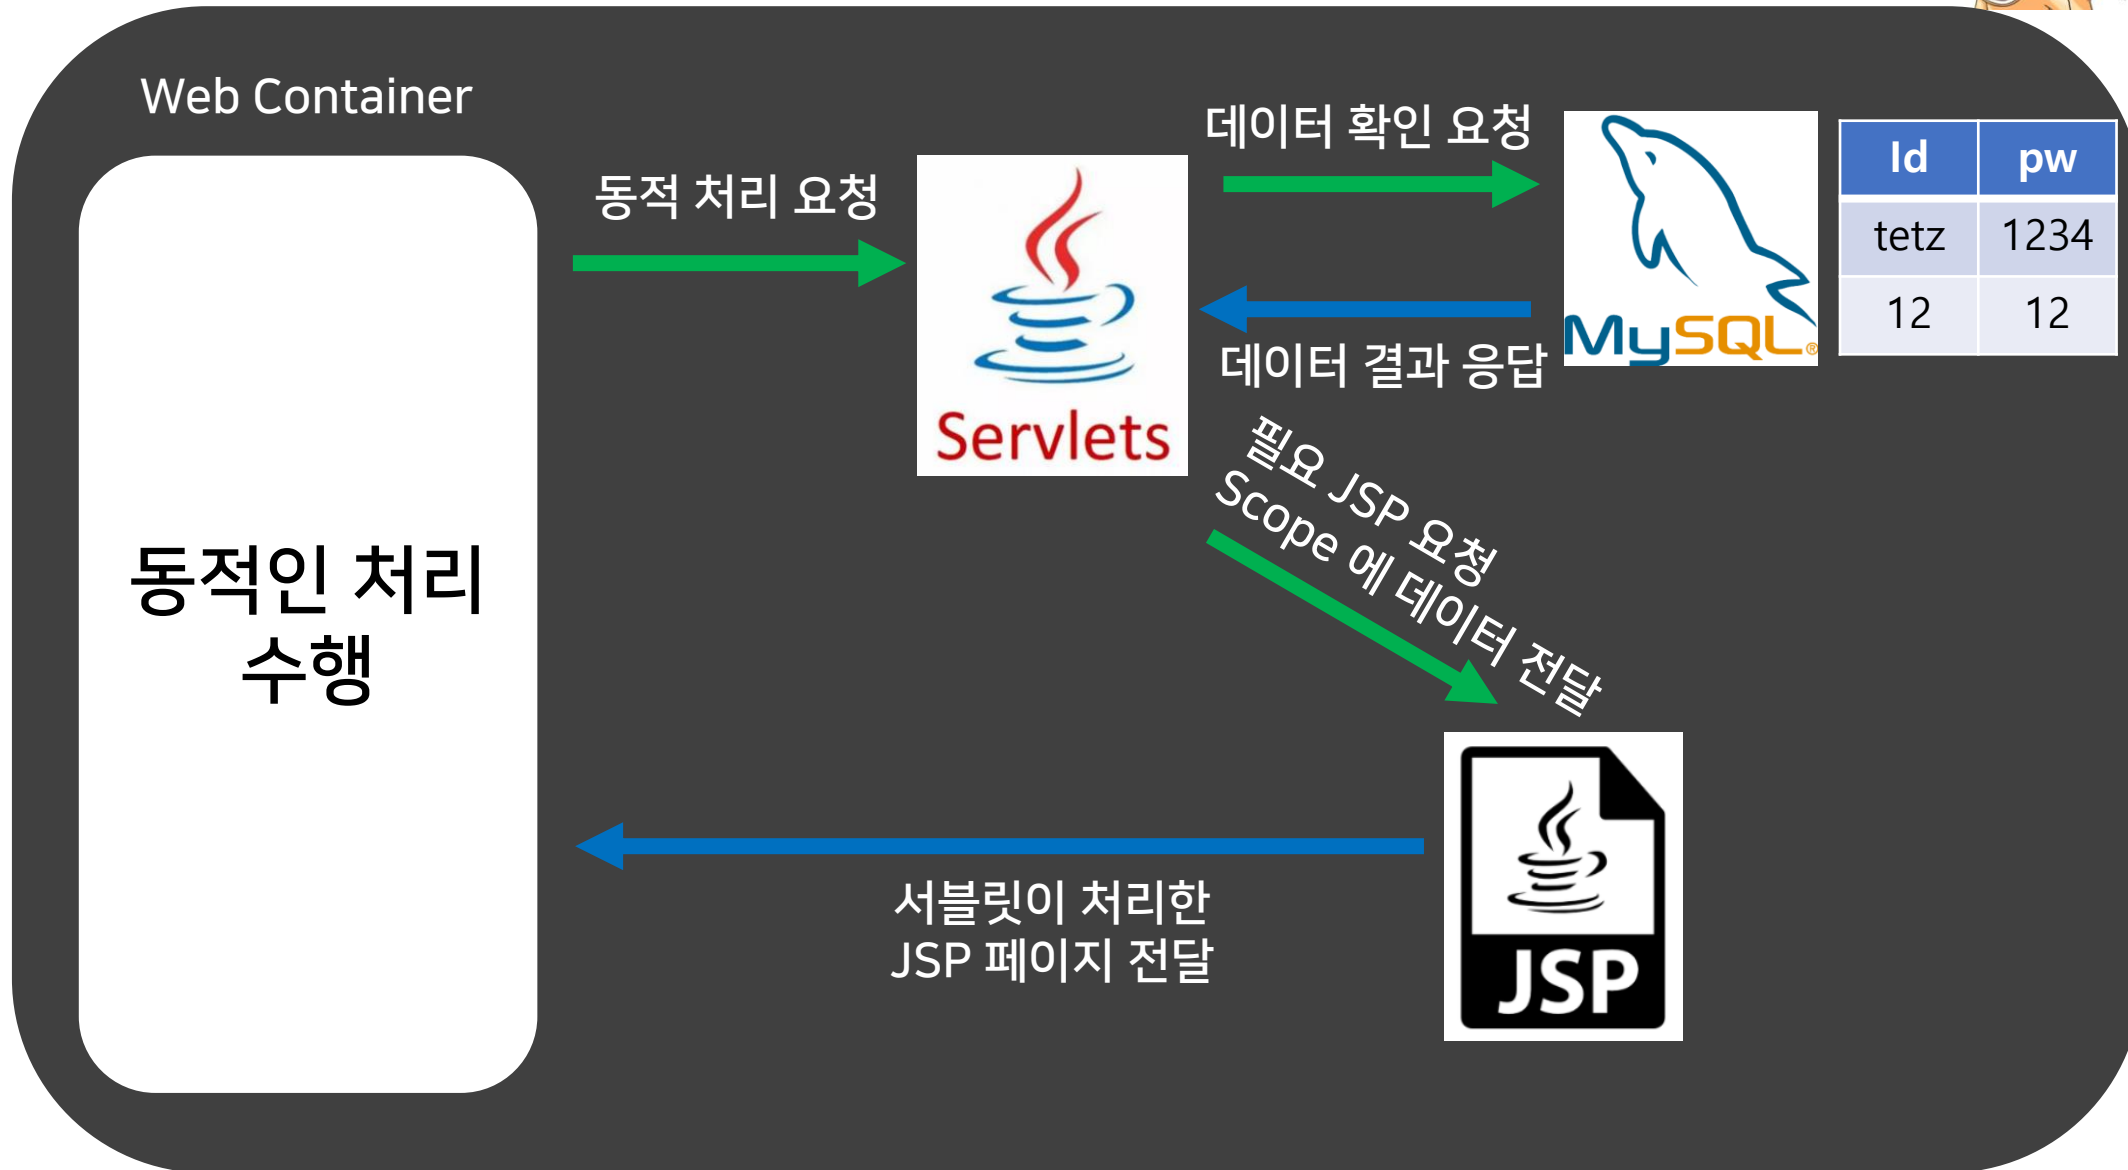 Web Container
동적인 처리
수행
동적 처리 요청
Servlets
데이터 확인 요청
데이터 결과 응답
MySQL®
Id pw
tetz 1234
12 12
필요 JSP 요청
Scope 에 데이터 전달
JSP
서블릿이 처리한
JSP 페이지 전달